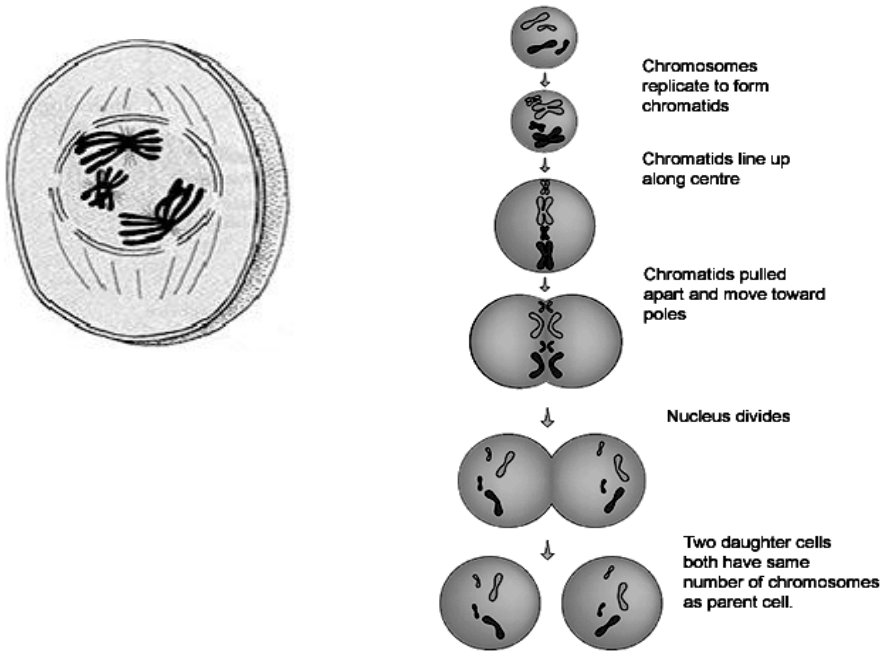 Chromosomes
replicate to form
chromatids
Chromatids line up
along centre
Chromatids pulled
apart and move toward
poles
Nucleus divides
Two daughter cells
both have same
number of chromosomes
as parent cell.